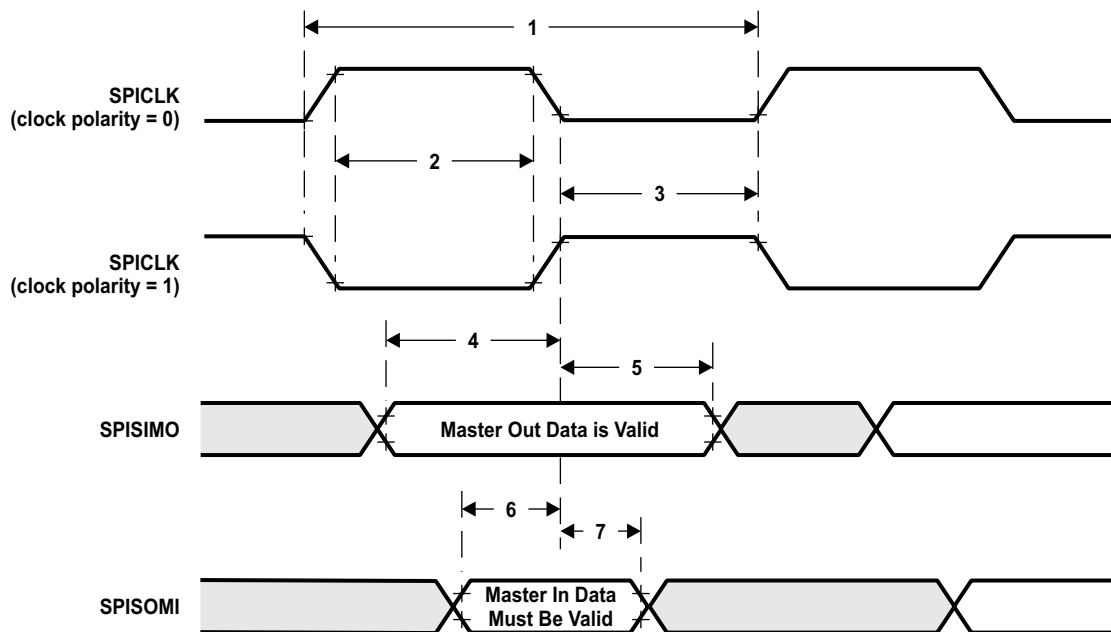 1
SPICLK
(clock polarity = 0)
2
3
SPICLK
(clock polarity = 1)
4
5
SPISIMO
Master Out Data is Valid
6
7
SPISOMI
Master In Data
Must Be Valid